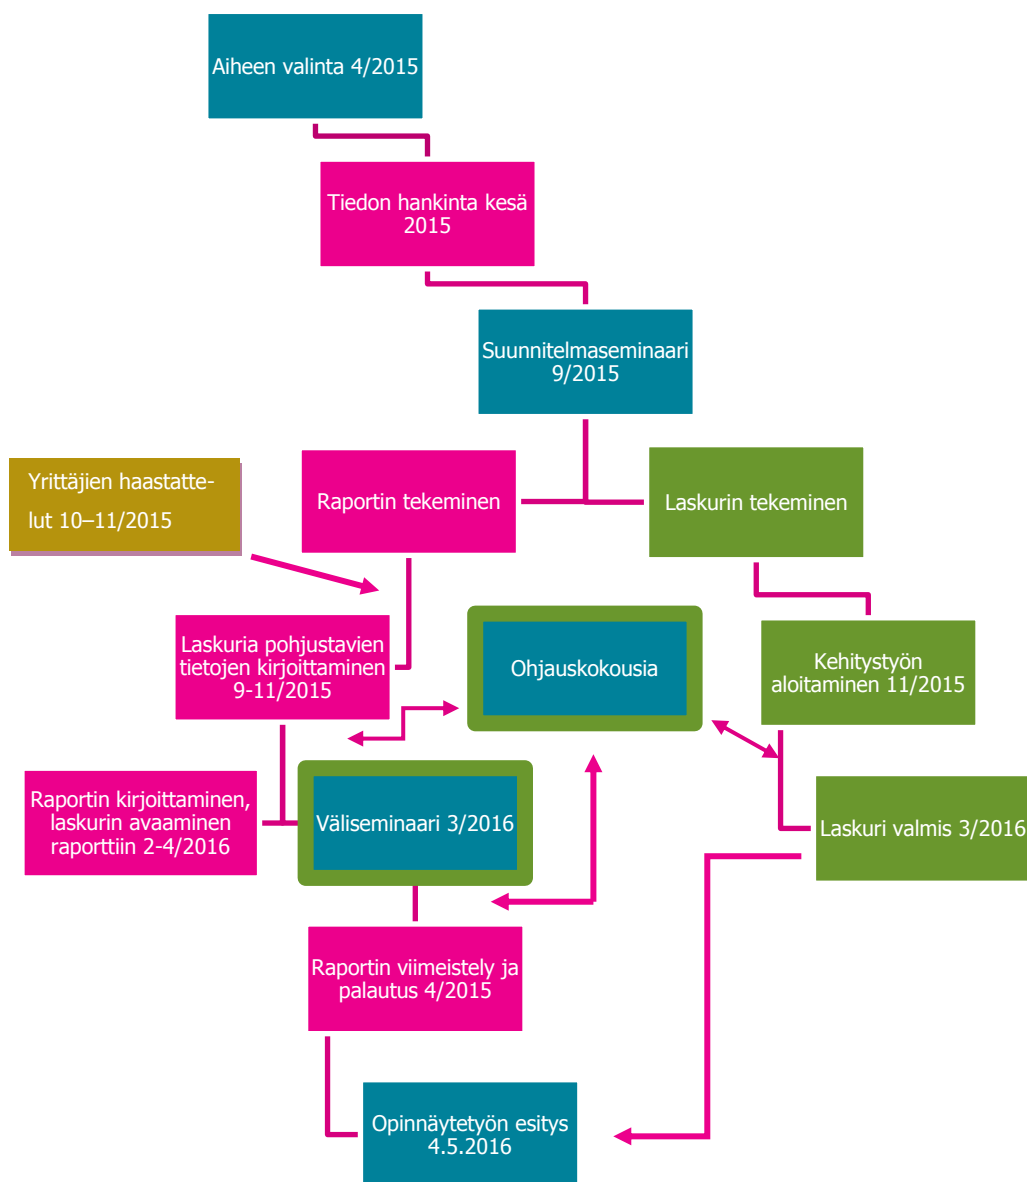 Aiheen valinta 4/2015
Tiedon hankinta kesä
2015
Suunnitelmaseminaari
9/2015
Yrittäjien haastatte-
lut 10–11/2015
Raportin tekeminen
Laskurin tekeminen
Laskuria pohjustavien
tietojen kirjoittaminen
9-11/2015
Ohjauskokousia
Kehitystyön
aloitaminen 11/2015
Raportin kirjoittaminen,
laskurin avaaminen
raporttiin 2-4/2016
Väliseminaari 3/2016
Laskuri valmis 3/2016
Raportin viimeistely ja
palautus 4/2015
Opinnäytetyön esitys
4.5.2016